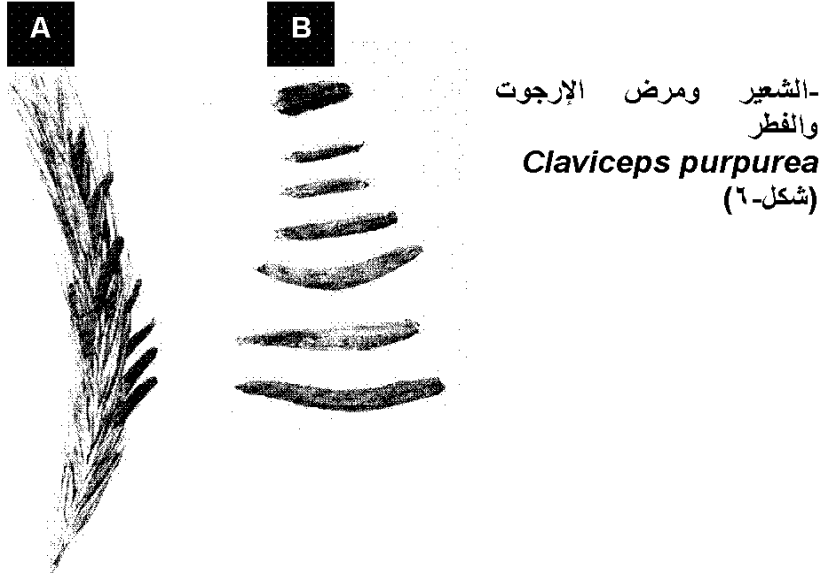 A
B
-الشعير ومرض الإرجوت
والفطر
Claviceps purpurea
(شكل-٦)